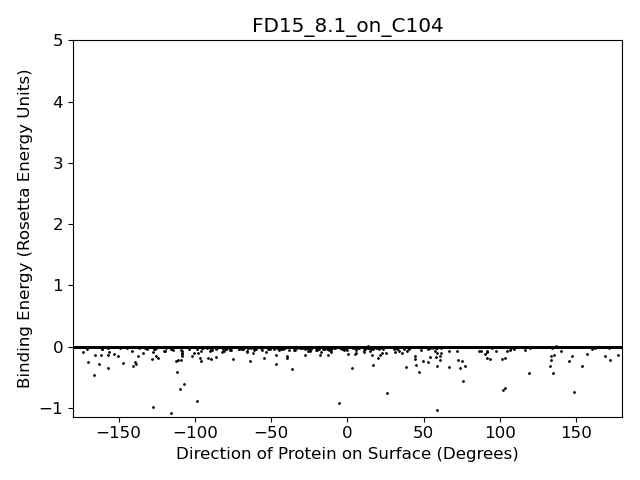 FD15_8.1_on_C104
Binding Energy (Rosetta Energy Units)
5
4
3
2
1
0
−1
−150 −100 −50 0 50 100 150
Direction of Protein on Surface (Degrees)